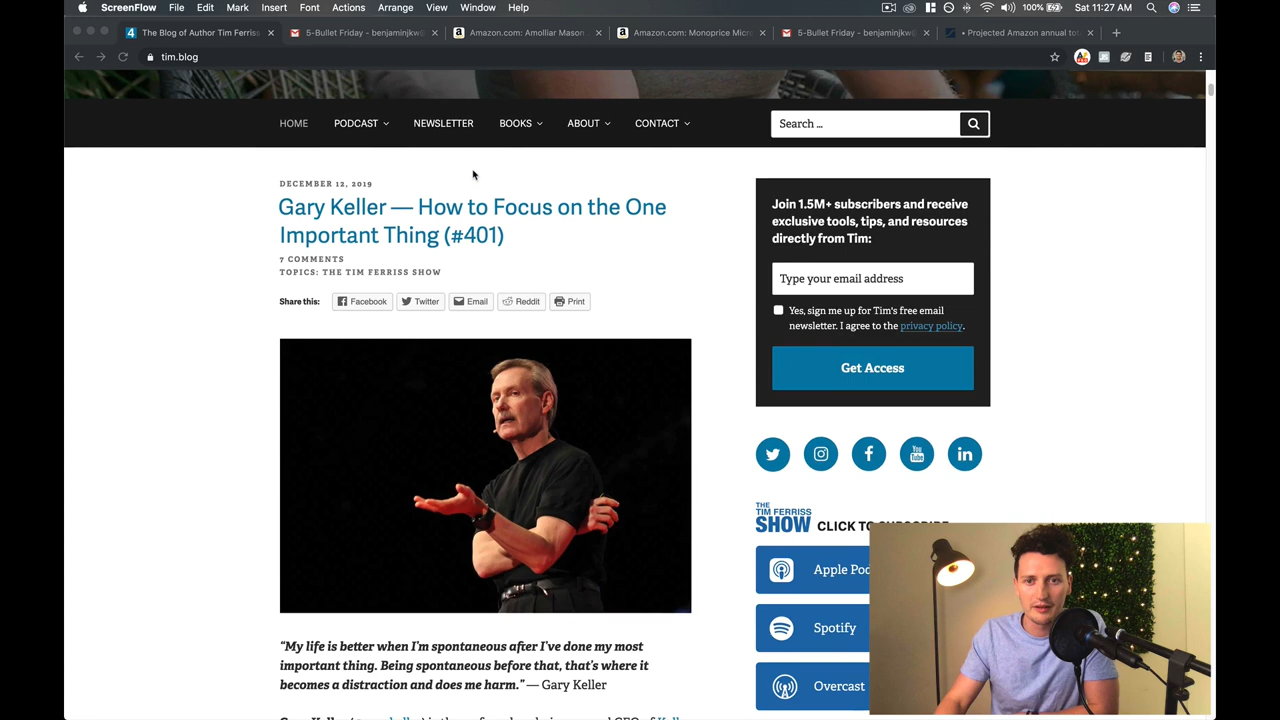 ScreenFlow File Edit Mark Insert Font Actions Arrange View Window Help 100% Sat 11:27 AM
The Blog of Author Tim Ferriss 5-Bullet Friday - benjaminjkw@ Amazon.com: Amolliar Mason Amazon.com: Monoprice Micro 5-Bullet Friday - benjaminjkw@ • Projected Amazon annual tot
tim.blog
HOME PODCAST NEWSLETTER BOOKS ABOUT CONTACT Search ...
DECEMBER 12, 2019
Gary Keller — How to Focus on the One
Important Thing (#401)
7 COMMENTS
TOPICS: THE TIM FERRISS SHOW
Share this: Facebook Twitter Email Reddit Print
“My life is better when I'm spontaneous after I've done my most
important thing. Being spontaneous before that, that's where it
becomes a distraction and does me harm.” — Gary Keller
Join 1.5M+ subscribers and receive
exclusive tools, tips, and resources
directly from Tim:
Type your email address
Yes, sign me up for Tim's free email
newsletter. I agree to the privacy policy.
Get Access
THE
TIM FERRISS
SHOW CLICK TO SUBSCRIBE
Apple Pod
Spotify
Overcast